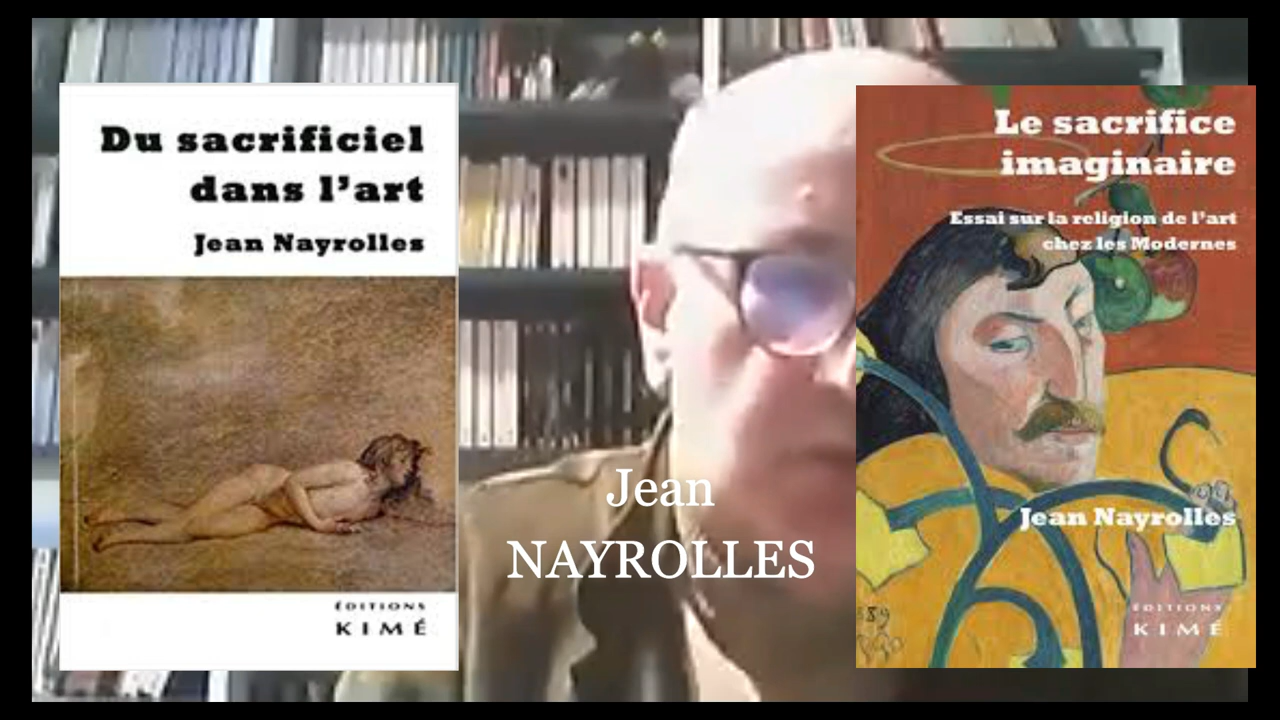 Du sacrificiel
dans l'art
Jean Nayrolles
ÉDITIONS
KIMÉ
Jean
NAYROLLES
Le sacrifice
imaginaire
Essai sur la religion de l'art
chez les Modernes
Jean Nayrolles
ÉDITIONS
KIMÉ